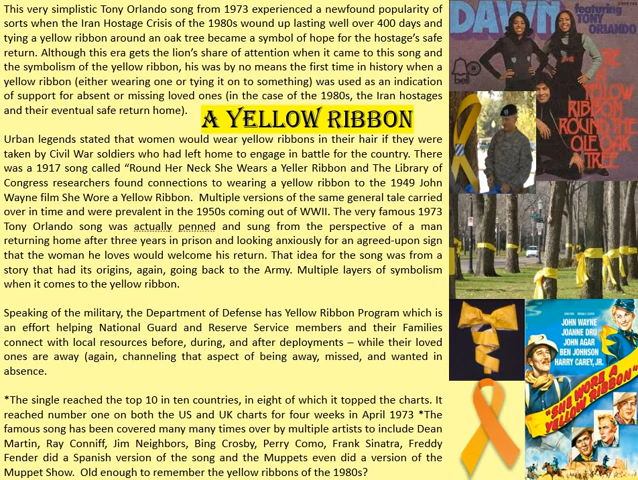 This very simplistic Tony Orlando song from 1973 experienced a newfound popularity of
sorts when the Iran Hostage Crisis of the 1980s wound up lasting well over 400 days and
tying a yellow ribbon around an oak tree became a symbol of hope for the hostage's safe
return. Although this era gets the lion's share of attention when it came to this song and
the symbolism of the yellow ribbon, his was by no means the first time in history when a
yellow ribbon (either wearing one or tying it on to something) was used as an indication
of support for absent or missing loved ones (in the case of the 1980s, the Iran hostages
and their eventual safe return home).
A YELLOW RIBBON
Urban legends stated that women would wear yellow ribbons in their hair if they were
taken by Civil War soldiers who had left home to engage in battle for the country. There
was a 1917 song called "Round Her Neck She Wears a Yeller Ribbon and The Library of
Congress researchers found connections to wearing a yellow ribbon to the 1949 John
Wayne film She Wore a Yellow Ribbon. Multiple versions of the same general tale carried
over in time and were prevalent in the 1950s coming out of WWII. The very famous 1973
Tony Orlando song was actually penned and sung from the perspective of a man
returning home after three years in prison and looking anxiously for an agreed-upon sign
that the woman he loves would welcome his return. That idea for the song was from a
story that had its origins, again, going back to the Army. Multiple layers of symbolism
when it comes to the yellow ribbon.
Speaking of the military, the Department of Defense has Yellow Ribbon Program which is
an effort helping National Guard and Reserve Service members and their Families
connect with local resources before, during, and after deployments – while their loved
ones are away (again, channeling that aspect of being away, missed, and wanted in
absence.
*The single reached the top 10 in ten countries, in eight of which it topped the charts. It
reached number one on both the US and UK charts for four weeks in April 1973 *The
famous song has been covered many many times over by multiple artists to include Dean
Martin, Ray Conniff, Jim Neighbors, Bing Crosby, Perry Como, Frank Sinatra, Freddy
Fender did a Spanish version of the song and the Muppets even did a version of the
Muppet Show. Old enough to remember the yellow ribbons of the 1980s?
DAWN featuring
TONY
ORLANDO
bell
TIE
A
YELLOW
RIBBON
ROUND THE
OLE OAK
TREE
JOHN WAYNE
JOANNE DRU
JOHN AGAR
BEN JOHNSON
HARRY CAREY, JR.
"SHE WORE A
YELLOW RIBBON"